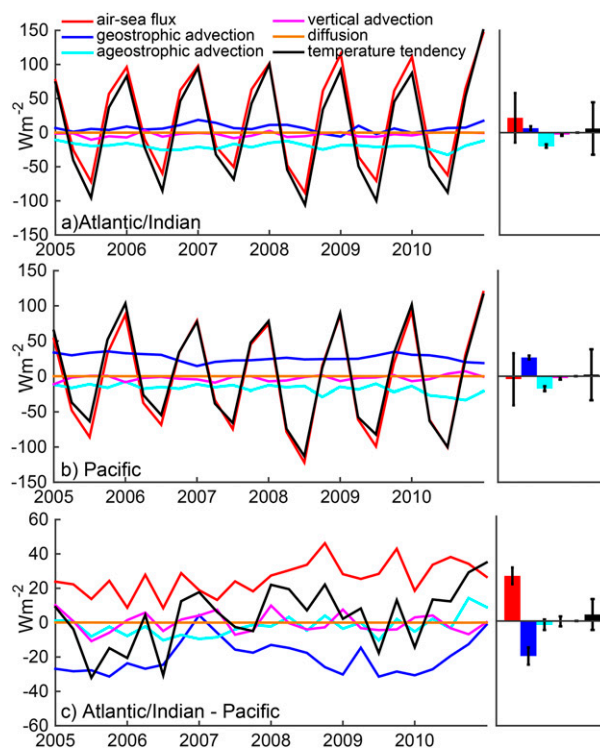 air-sea flux
geostrophic advection
ageostrophic advection
vertical advection
diffusion
temperature tendency
150
100
50
0
-50
-100
-150
Wm-2
a)Atlantic/Indian
2005 2006 2007 2008 2009 2010
150
100
50
0
-50
-100
-150
Wm-2
b) Pacific
2005 2006 2007 2008 2009 2010
60
40
20
0
-20
-40
-60
Wm-2
2005 2006 2007 2008 2009 2010
c) Atlantic/Indian - Pacific